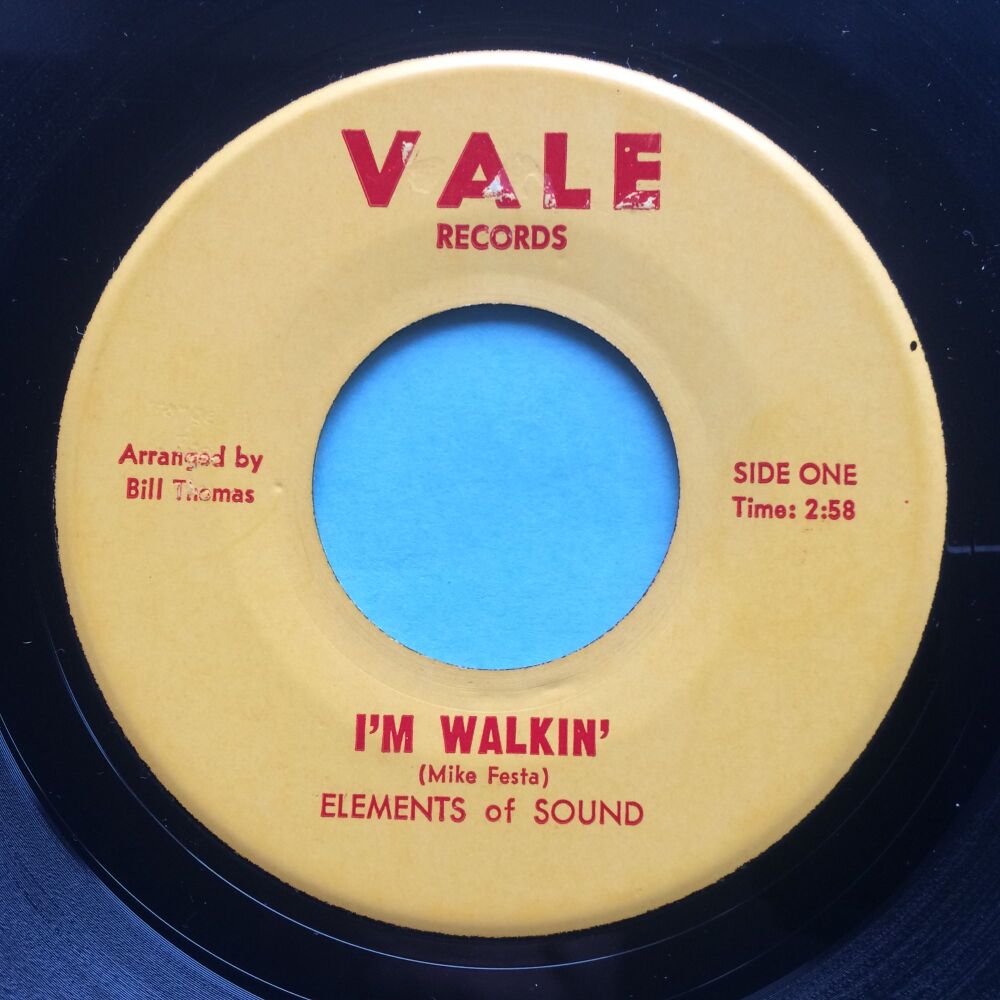 VALE
RECORDS
Arranged by
Bill Thomas
SIDE ONE
Time: 2:58
I'M WALKIN'
(Mike Festa)
ELEMENTS of SOUND